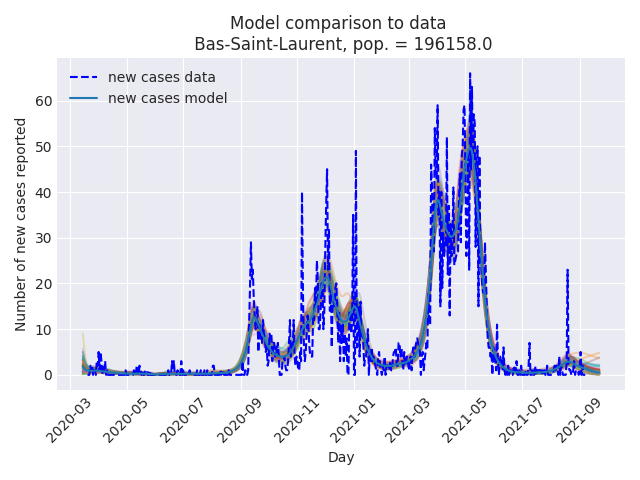 Model comparison to data
Bas-Saint-Laurent, pop. = 196158.0
new cases data
new cases model
Number of new cases reported
60
50
40
30
20
10
0
2020-03
2020-05
2020-07
2020-09
2020-11
2021-01
2021-03
2021-05
2021-07
2021-09
Day